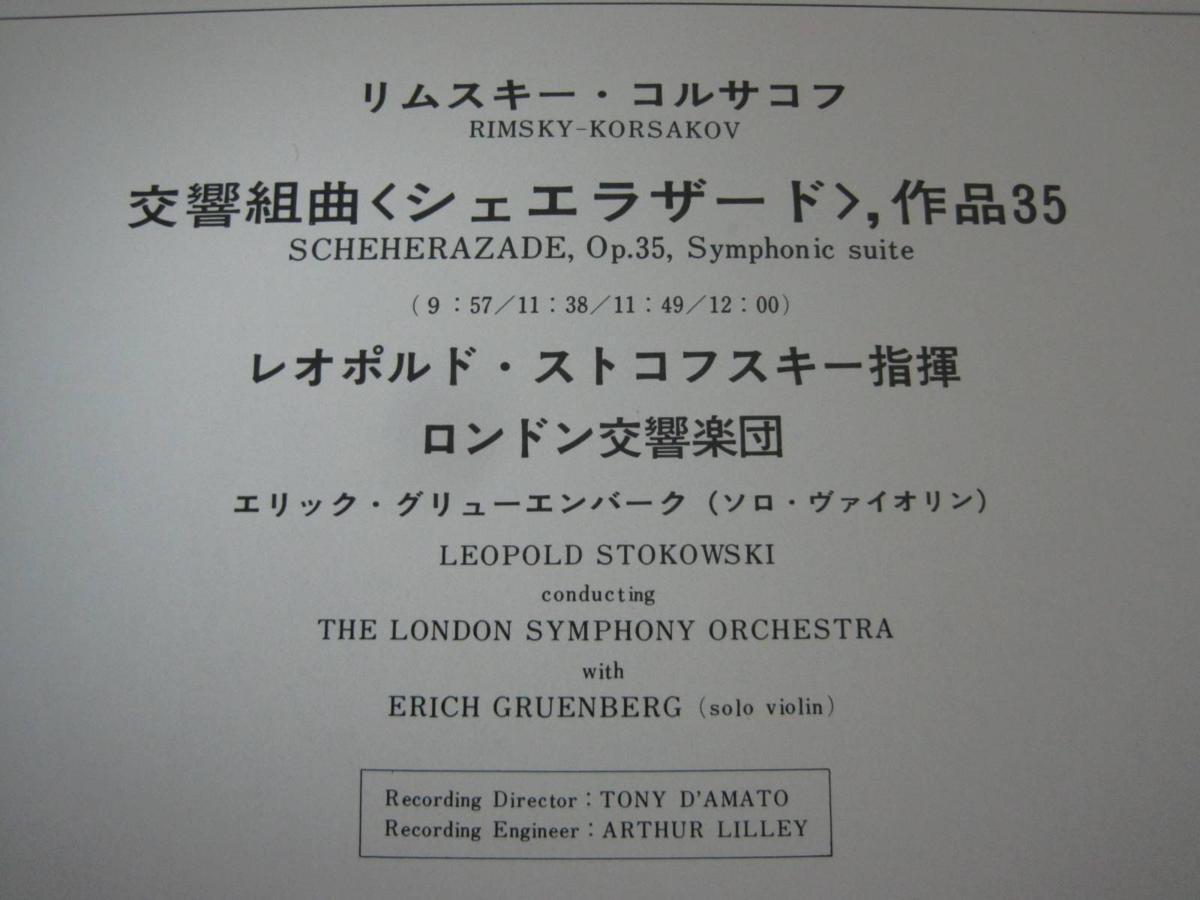 リムスキー・コルサコフ
RIMSKY-KORSAKOV
交響組曲<シェエラザード>,作品35
SCHEHERAZADE, Op.35, Symphonic suite
(9:57/11:38/11:49/12:00)
レオポルド・ストコフスキー指揮
ロンドン交響楽団
エリック・グリューエンバーク(ソロ・ヴァイオリン)
LEOPOLD STOKOWSKI
conducting
THE LONDON SYMPHONY ORCHESTRA
with
ERICH GRUENBERG (solo violin)
Recording Director:TONY D'AMATO
Recording Engineer:ARTHUR LILLEY